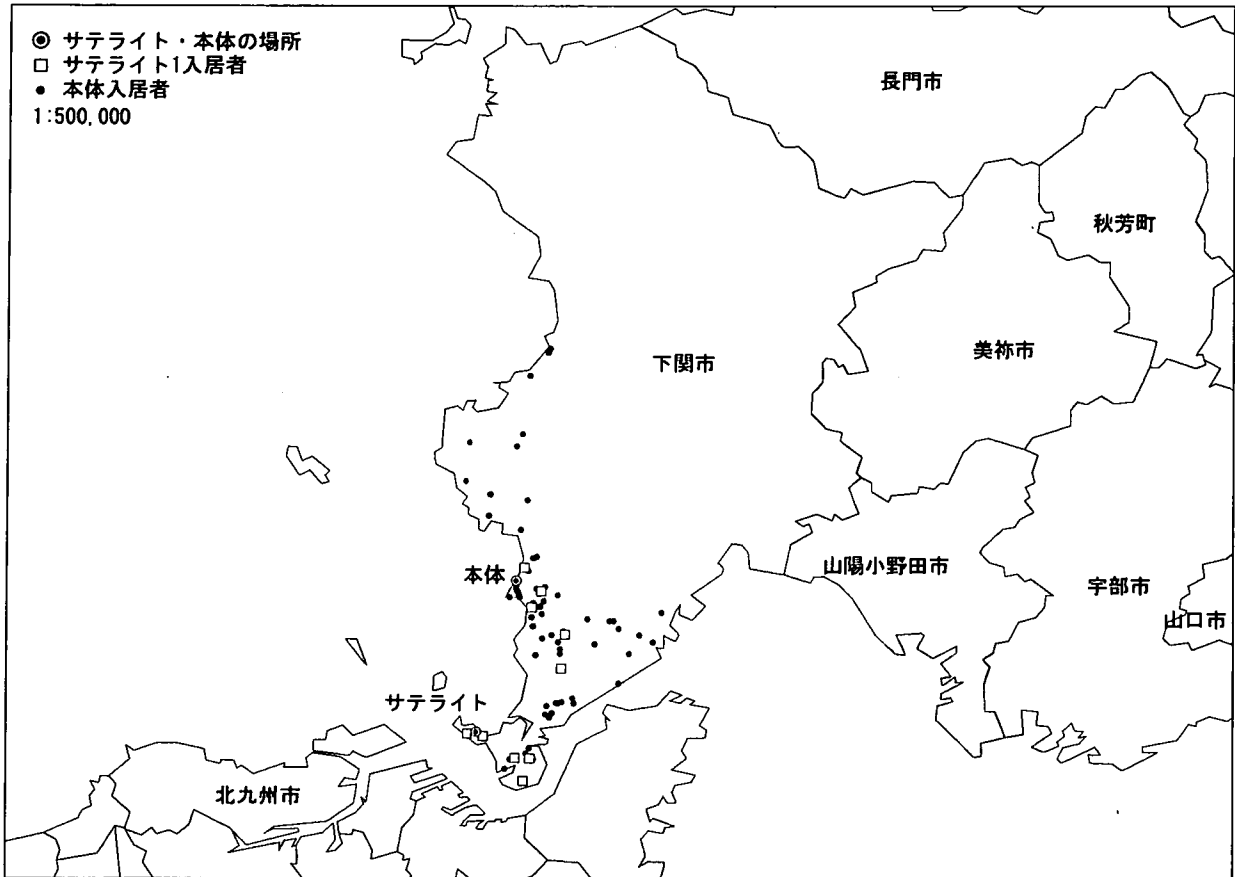 ◎ サテライト・本体の場所
□ サテライト1入居者
● 本体入居者
1:500,000
長門市
秋芳町
美祢市
下関市
山陽小野田市
本体
宇部市
山口市
サテライト
北九州市